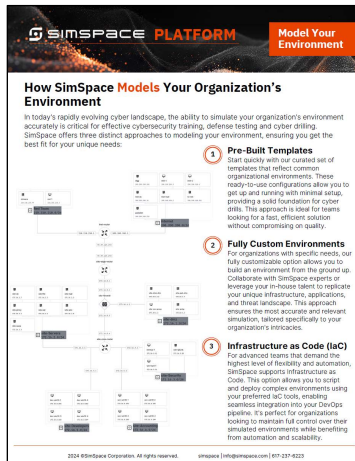 SIMSPACE PLATFORM
Model Your
Environment
How SimSpace Models Your Organization's
Environment
In today's rapidly evolving cyber landscape, the ability to simulate your organization's environment
accurately is critical for effective cybersecurity training, defense testing and cyber drilling.
SimSpace offers three distinct approaches to modeling your environment, ensuring you get the
best fit for your unique needs:
1
Pre-Built Templates
Start quickly with our curated set of
templates that reflect common
organizational environments. These
ready-to-use configurations allow you to
get up and running with minimal setup,
providing a solid foundation for cyber
drills. This approach is ideal for teams
looking for a fast, efficient solution
without compromising on quality.
2
Fully Custom Environments
For organizations with specific needs, our
fully customizable option allows you to
build an environment from the ground up.
Collaborate with SimSpace experts or
leverage your in-house talent to replicate
your unique infrastructure, applications,
and threat landscape. This approach
ensures the most accurate and relevant
simulation, tailored specifically to your
organization's intricacies.
3
Infrastructure as Code (IaC)
For advanced teams that demand the
highest level of flexibility and automation,
SimSpace supports Infrastructure as
Code. This option allows you to script
and deploy complex environments using
your preferred IaC tools, enabling
seamless integration into your DevOps
pipeline. It's perfect for organizations
looking to maintain full control over their
simulated environments while benefiting
from automation and scalability.
2024 ©SimSpace Corporation. All rights reserved.
simspace | info@simspace.com | 617-237-6223